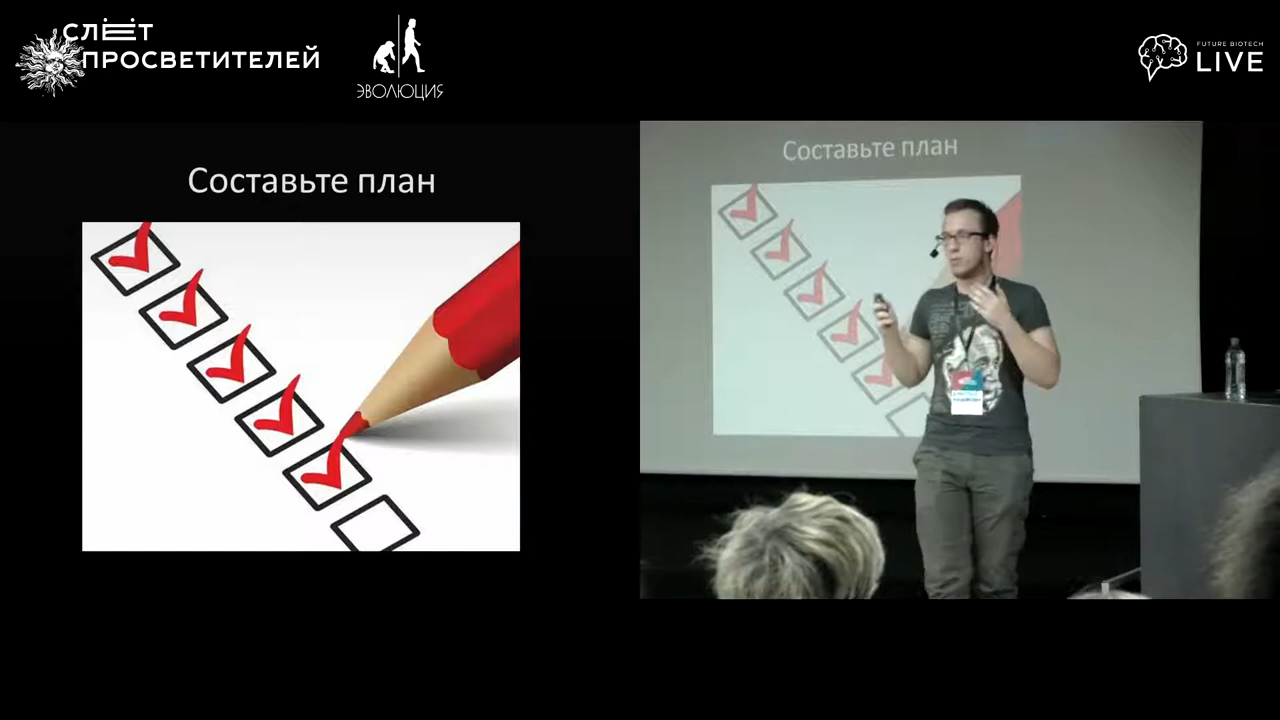 СЛЁТ
ПРОСВЕТИТЕЛЕЙ
ЭВОЛЮЦИЯ
FUTURE BIOTECH
LIVE
Составьте план
Составьте план